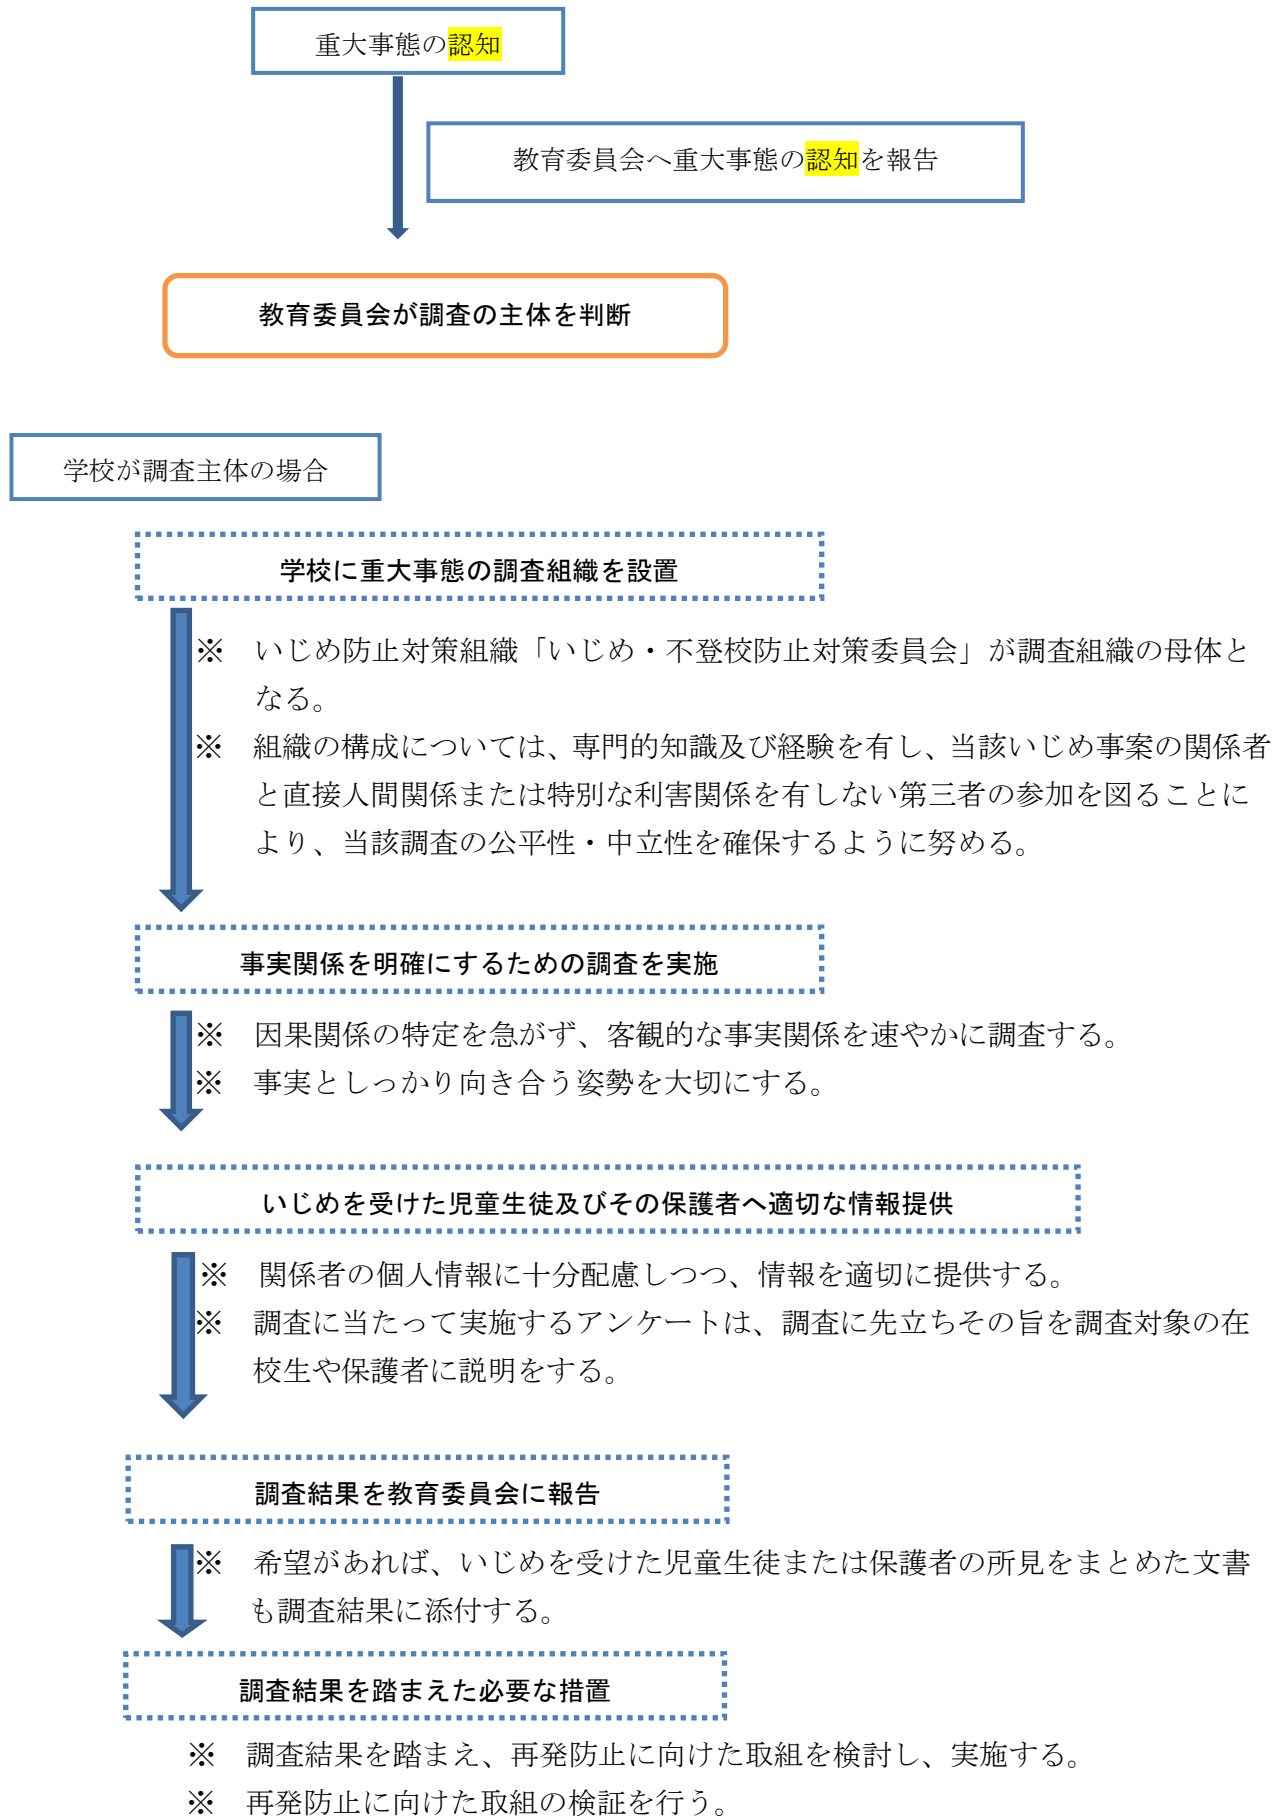 重大事態の認知
教育委員会へ重大事態の認知を報告
教育委員会が調査の主体を判断
学校が調査主体の場合
学校に重大事態の調査組織を設置
※　いじめ防止対策組織「いじめ・不登校防止対策委員会」が調査組織の母体と
なる。
※　組織の構成については、専門的知識及び経験を有し、当該いじめ事案の関係者
と直接人間関係または特別な利害関係を有しない第三者の参加を図ることに
より、当該調査の公平性・中立性を確保するように努める。
事実関係を明確にするための調査を実施
※　因果関係の特定を急がず、客観的な事実関係を速やかに調査する。
※　事実としっかり向き合う姿勢を大切にする。
いじめを受けた児童生徒及びその保護者へ適切な情報提供
※　関係者の個人情報に十分配慮しつつ、情報を適切に提供する。
※　調査に当たって実施するアンケートは、調査に先立ちその旨を調査対象の在
校生や保護者に説明をする。
調査結果を教育委員会に報告
※　希望があれば、いじめを受けた児童生徒または保護者の所見をまとめた文書
も調査結果に添付する。
調査結果を踏まえた必要な措置
※　調査結果を踏まえ、再発防止に向けた取組を検討し、実施する。
※　再発防止に向けた取組の検証を行う。